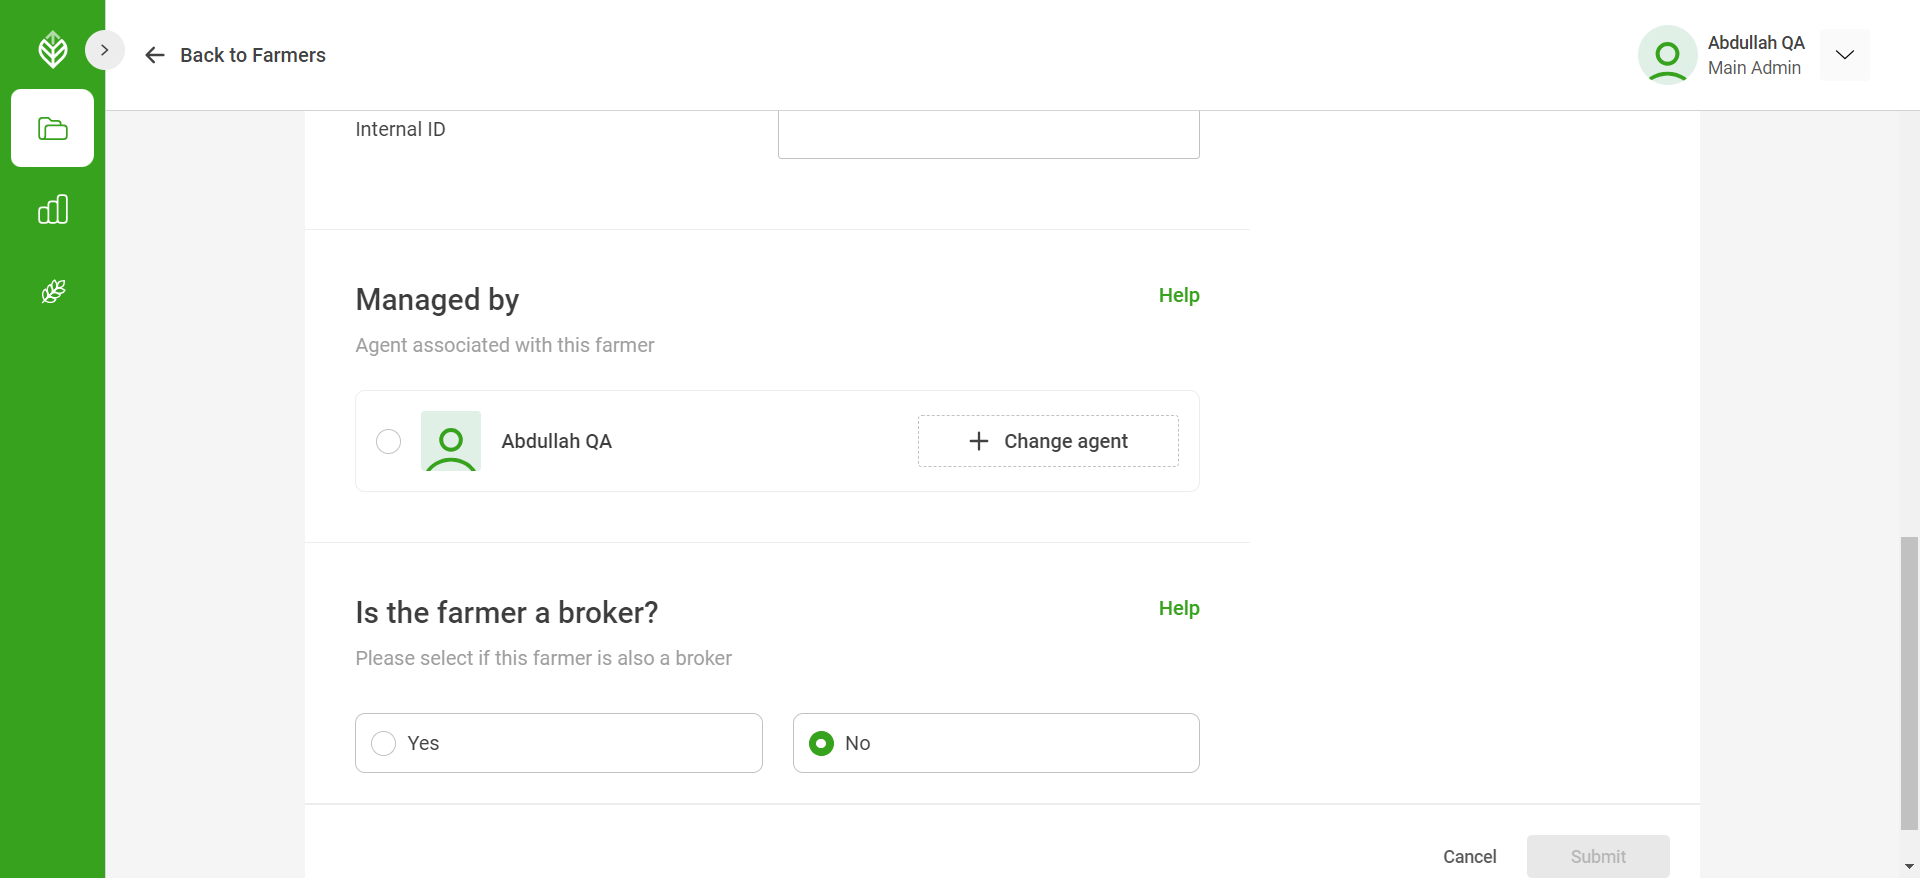 Back to Farmers
Abdullah QA
Main Admin
Internal ID
Managed by
Help
Agent associated with this farmer
Abdullah QA
Change agent
Is the farmer a broker?
Help
Please select if this farmer is also a broker
Yes
No
Cancel
Submit